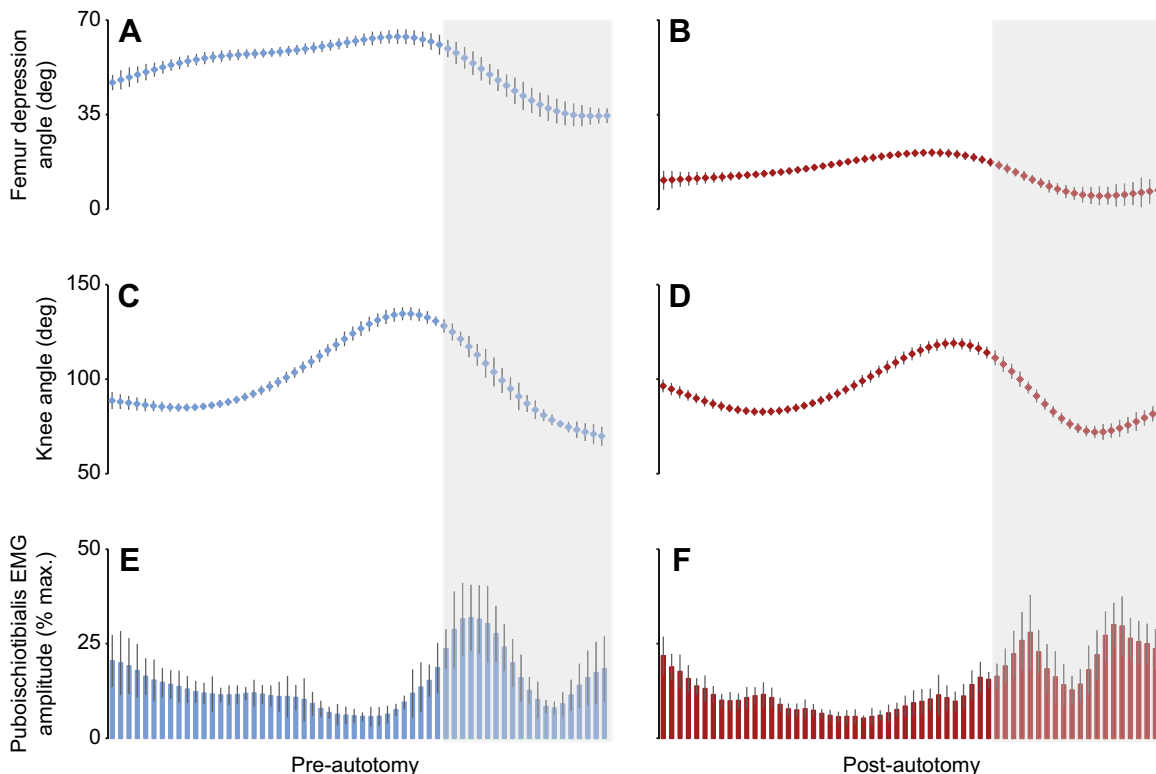 A
B
Femur depression
angle (deg)
70
35
0
C
D
Knee angle (deg)
150
100
50
E
F
Puboischiotibialis EMG
amplitude (% max.)
50
25
0
Pre-autotomy
Post-autotomy